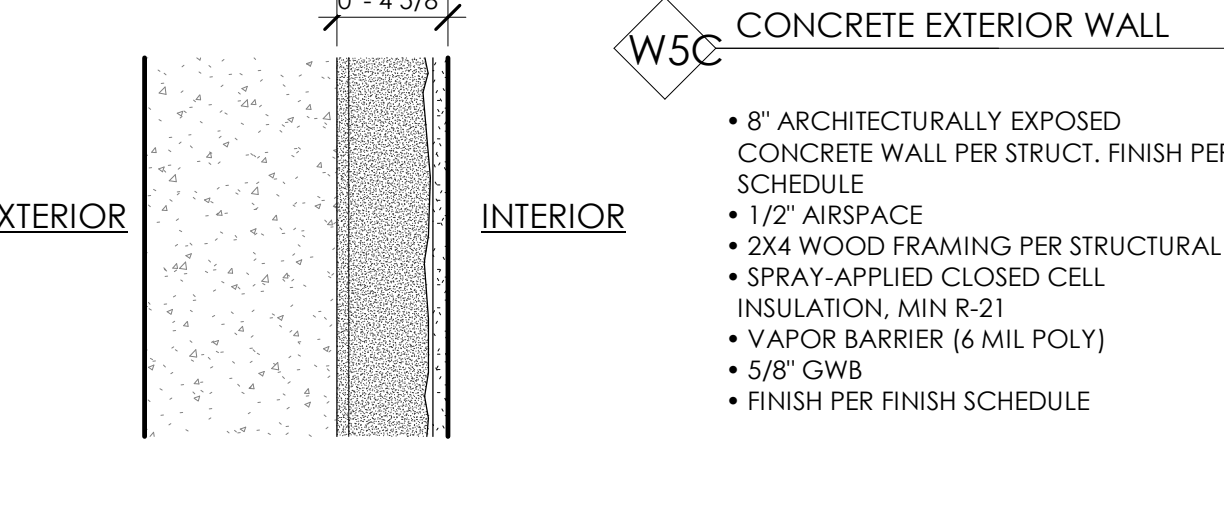 0' - 4 5/8"
W5C
CONCRETE EXTERIOR WALL
XTERIOR
INTERIOR
• 8" ARCHITECTURALLY EXPOSED
CONCRETE WALL PER STRUCT. FINISH PER
SCHEDULE
• 1/2" AIRSPACE
• 2X4 WOOD FRAMING PER STRUCTURAL
• SPRAY-APPLIED CLOSED CELL
INSULATION, MIN R-21
• VAPOR BARRIER (6 MIL POLY)
• 5/8" GWB
• FINISH PER FINISH SCHEDULE